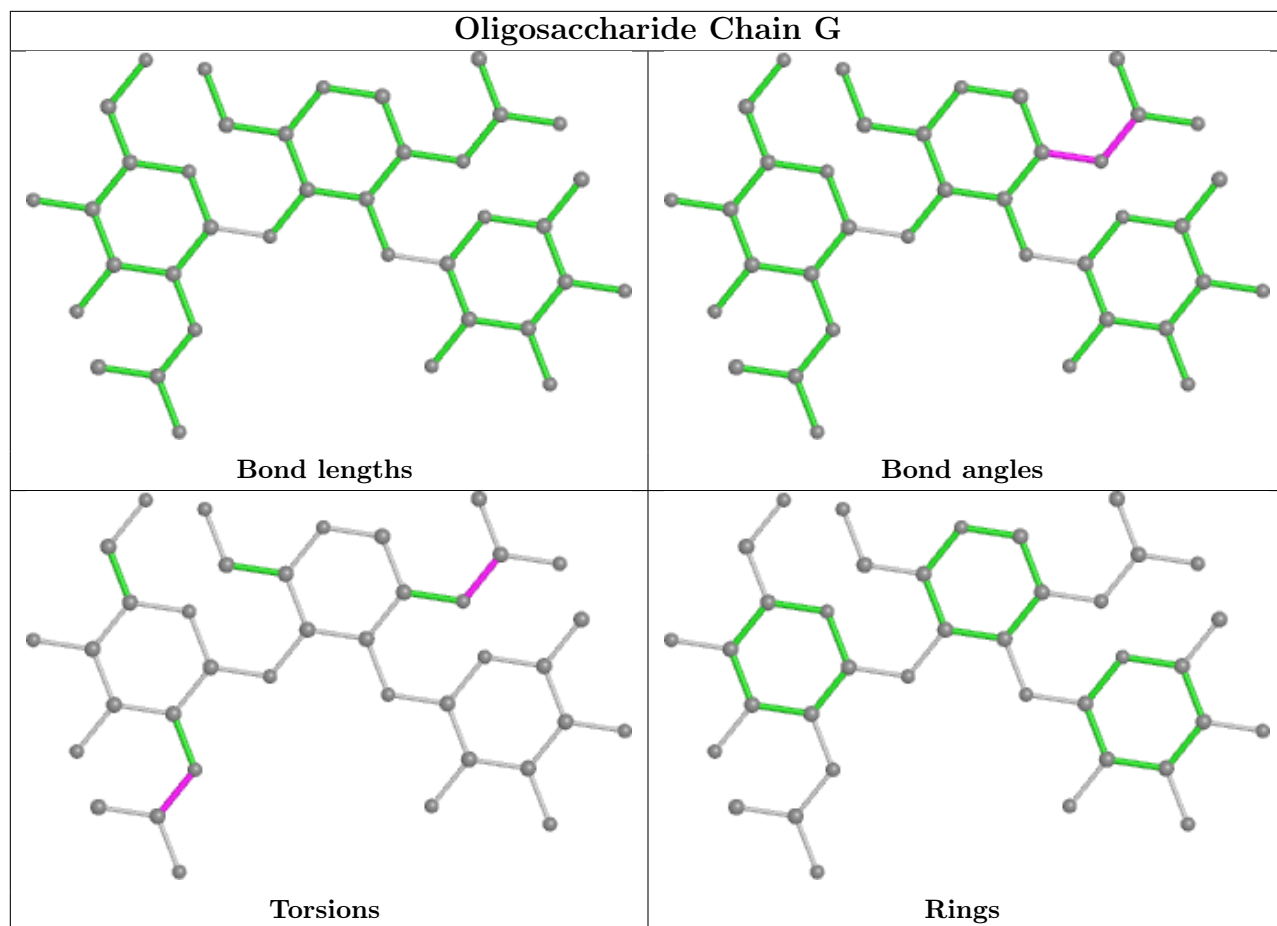 Oligosaccharide Chain G
Bond lengths
Bond angles
Torsions
Rings